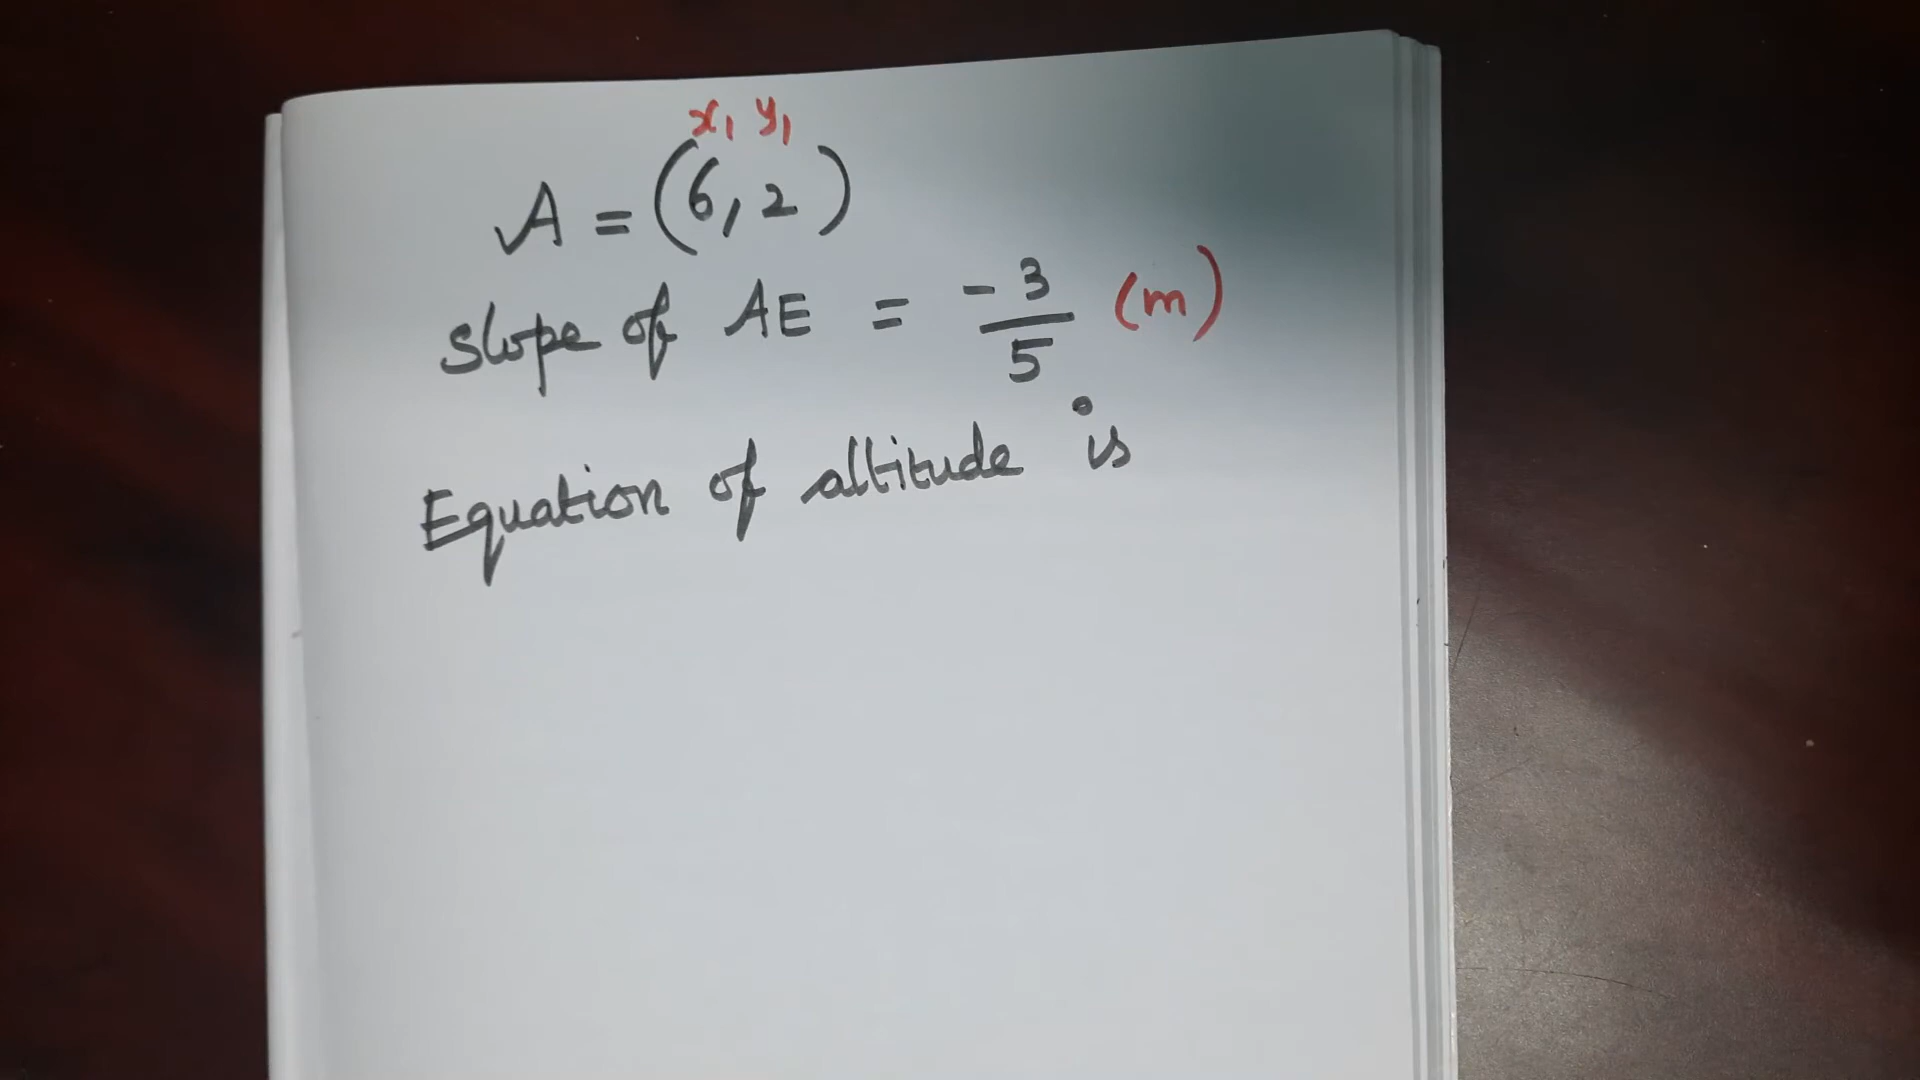 x₁ y₁
A = (6, 2)
slope of AE = -3/5 (m)
Equation of altitude is